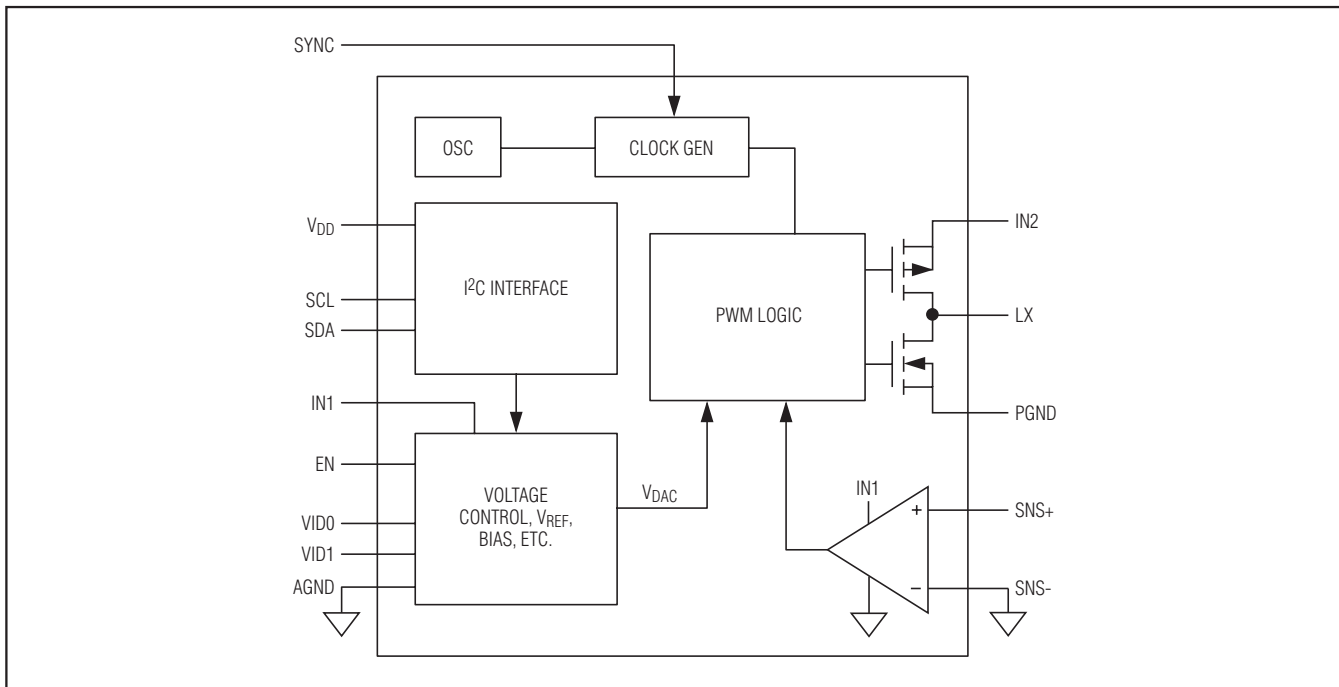 SYNC
OSC
CLOCK GEN
VDD
SCL
SDA
I2C INTERFACE
PWM LOGIC
IN2
LX
PGND
IN1
EN
VID0
VID1
AGND
VOLTAGE
CONTROL, VREF,
BIAS, ETC.
VDAC
IN1
+
−
SNS+
SNS-